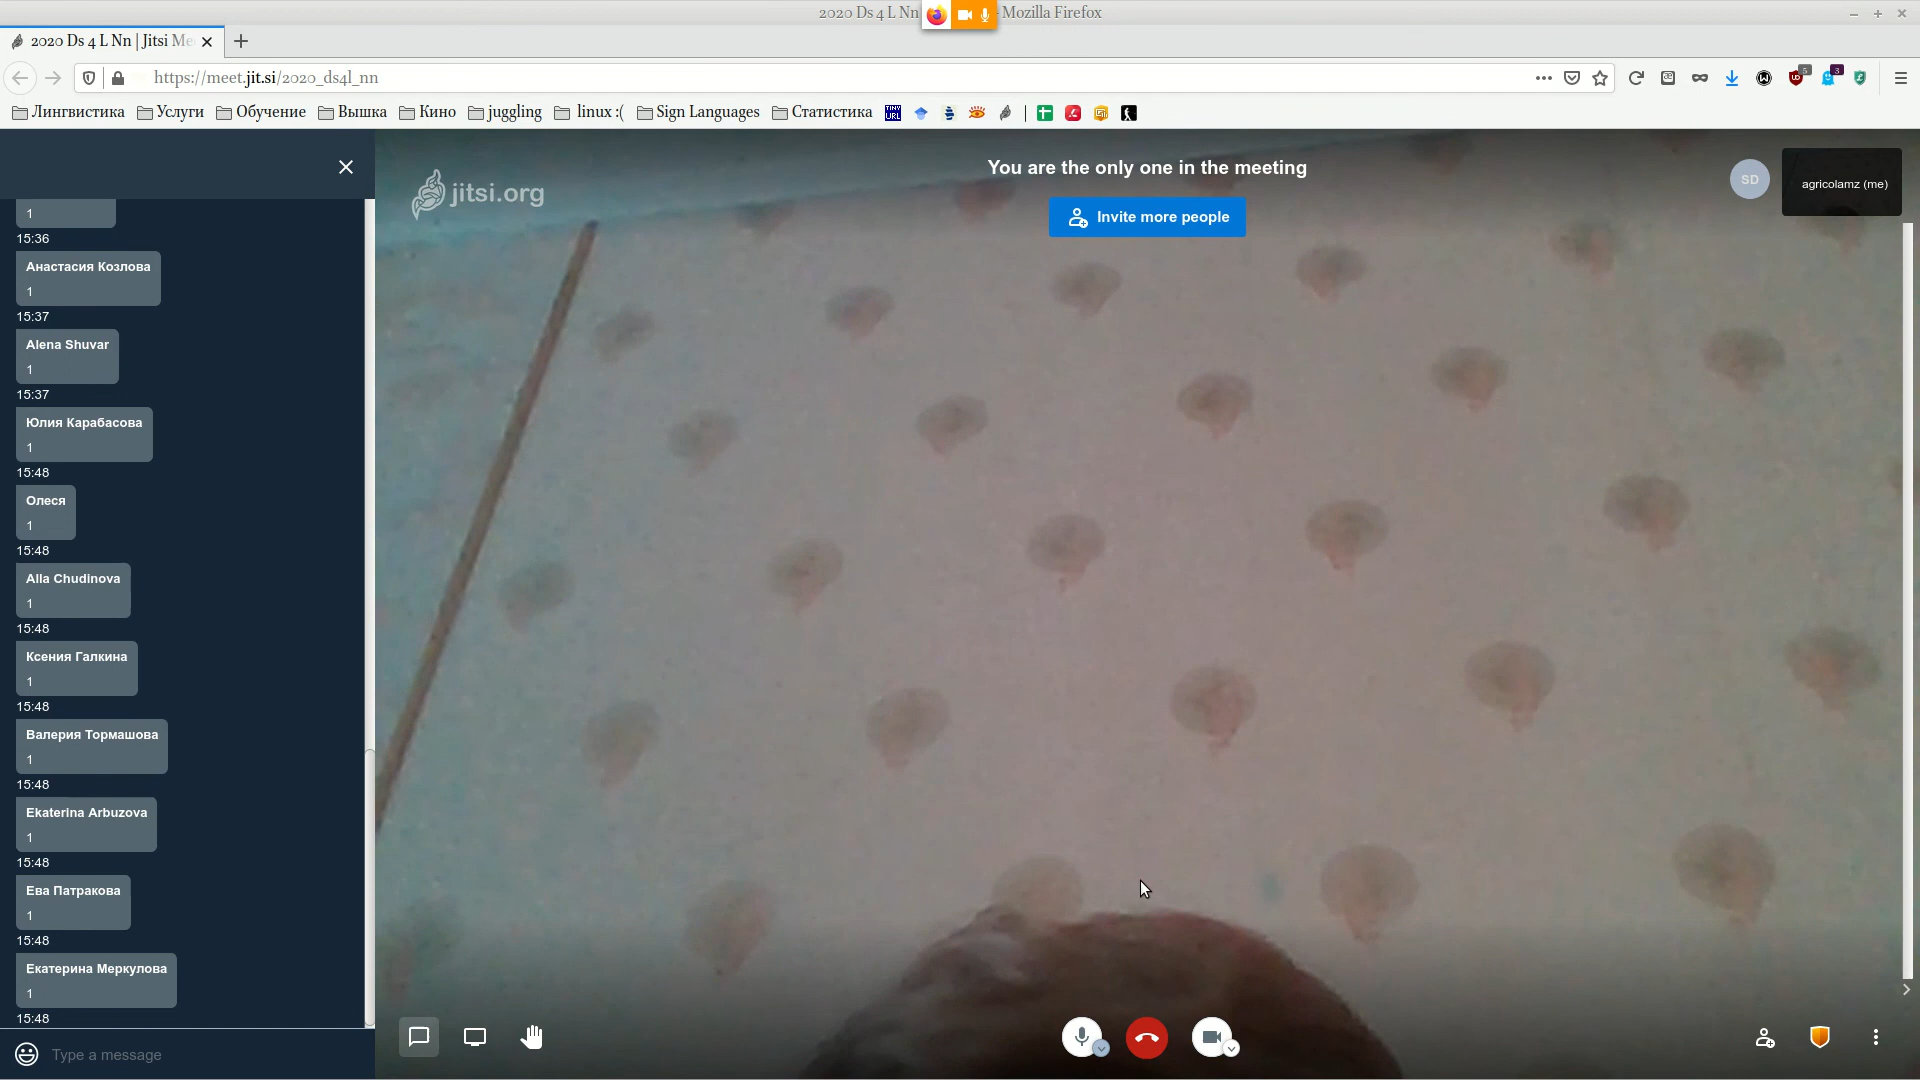 2020 Ds 4 L Nn
- Mozilla Firefox
2020 Ds 4 L Nn | Jitsi Me
https://meet.jit.si/2020_ds4l_nn
5
3
Лингвистика
Услуги
Обучение
Вышка
Кино
juggling
linux :(
Sign Languages
Статистика
TINY
URL
1
15:36
Анастасия Козлова
1
15:37
Alena Shuvar
1
15:37
Юлия Карабасова
1
15:48
Олеся
1
15:48
Alla Chudinova
1
15:48
Ксения Галкина
1
15:48
Валерия Тормашова
1
15:48
Ekaterina Arbuzova
1
15:48
Ева Патракова
1
15:48
Екатерина Меркулова
1
15:48
Type a message
jitsi.org
You are the only one in the meeting
Invite more people
SD
agricolamz (me)